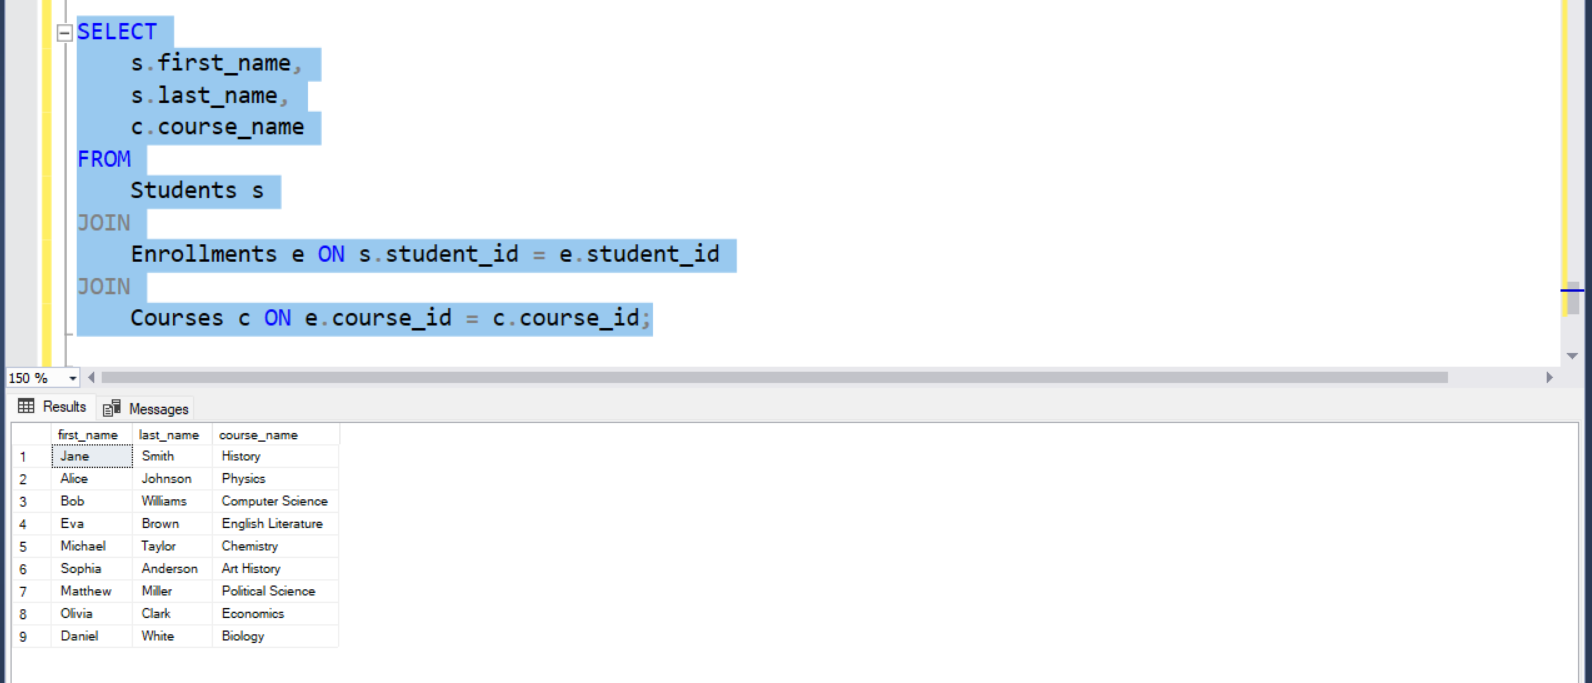 SELECT
s.first_name,
s.last_name,
c.course_name
FROM
Students s
JOIN
Enrollments e ON s.student_id = e.student_id
JOIN
Courses c ON e.course_id = c.course_id;
150 %
Results Messages
first_name last_name course_name
1 Jane Smith History
2 Alice Johnson Physics
3 Bob Williams Computer Science
4 Eva Brown English Literature
5 Michael Taylor Chemistry
6 Sophia Anderson Art History
7 Matthew Miller Political Science
8 Olivia Clark Economics
9 Daniel White Biology